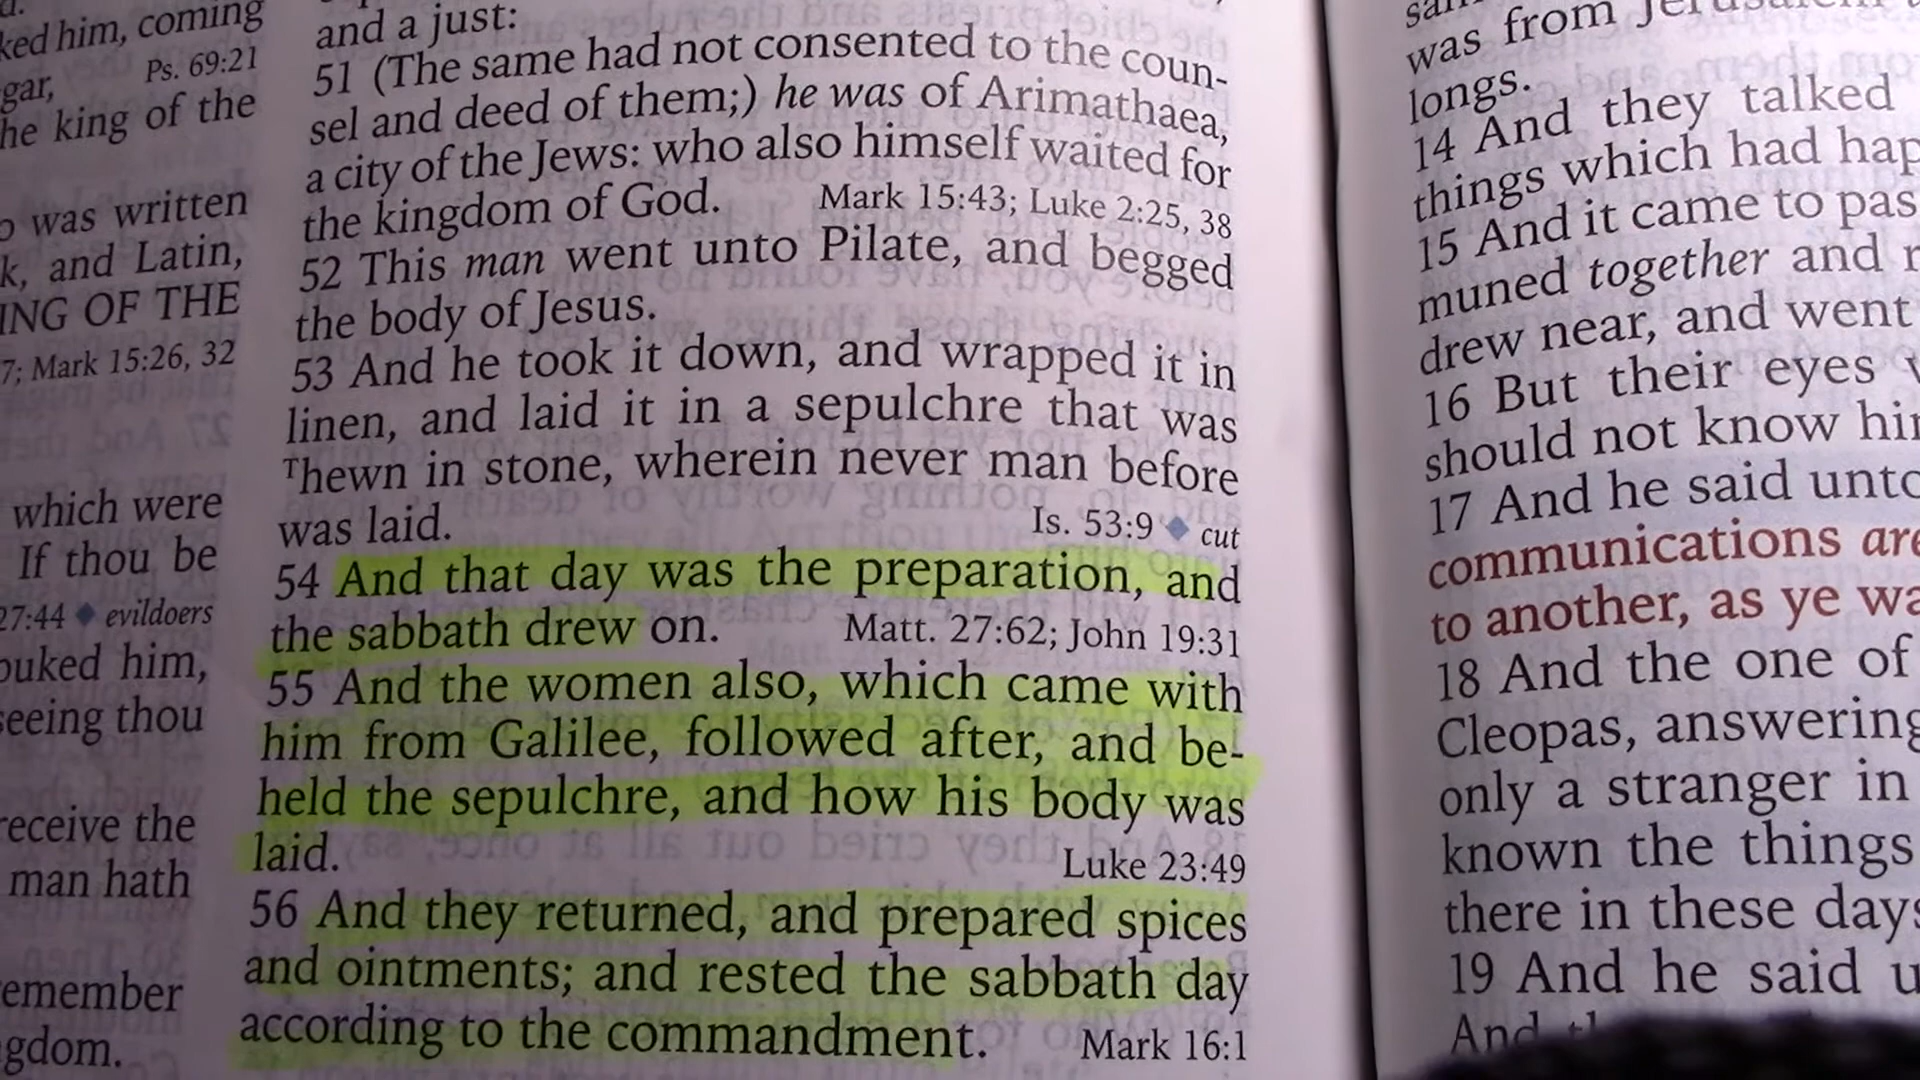 ked him, coming
gar, Ps. 69:21
he king of the
was written
k, and Latin,
ING OF THE
7; Mark 15:26, 32
which were
If thou be
27:44 ◆ evildoers
ouked him,
seeing thou
receive the
man hath
emember
gdom.
and a just:
51 (The same had not consented to the coun-
sel and deed of them;) he was of Arimathaea,
a city of the Jews: who also himself waited for
the kingdom of God. Mark 15:43; Luke 2:25, 38
52 This man went unto Pilate, and begged
the body of Jesus.
53 And he took it down, and wrapped it in
linen, and laid it in a sepulchre that was
ᵀhewn in stone, wherein never man before
was laid. Is. 53:9 ◆ cut
54 And that day was the preparation, and
the sabbath drew on. Matt. 27:62; John 19:31
55 And the women also, which came with
him from Galilee, followed after, and be-
held the sepulchre, and how his body was
laid. Luke 23:49
56 And they returned, and prepared spices
and ointments; and rested the sabbath day
according to the commandment. Mark 16:1
was from Jerusalem
longs.
14 And they talked
things which had hap
15 And it came to pas
muned together and r
drew near, and went
16 But their eyes
should not know hi
17 And he said unto
communications are
to another, as ye wa
18 And the one of
Cleopas, answering
only a stranger in
known the things
there in these days
19 And he said u
And